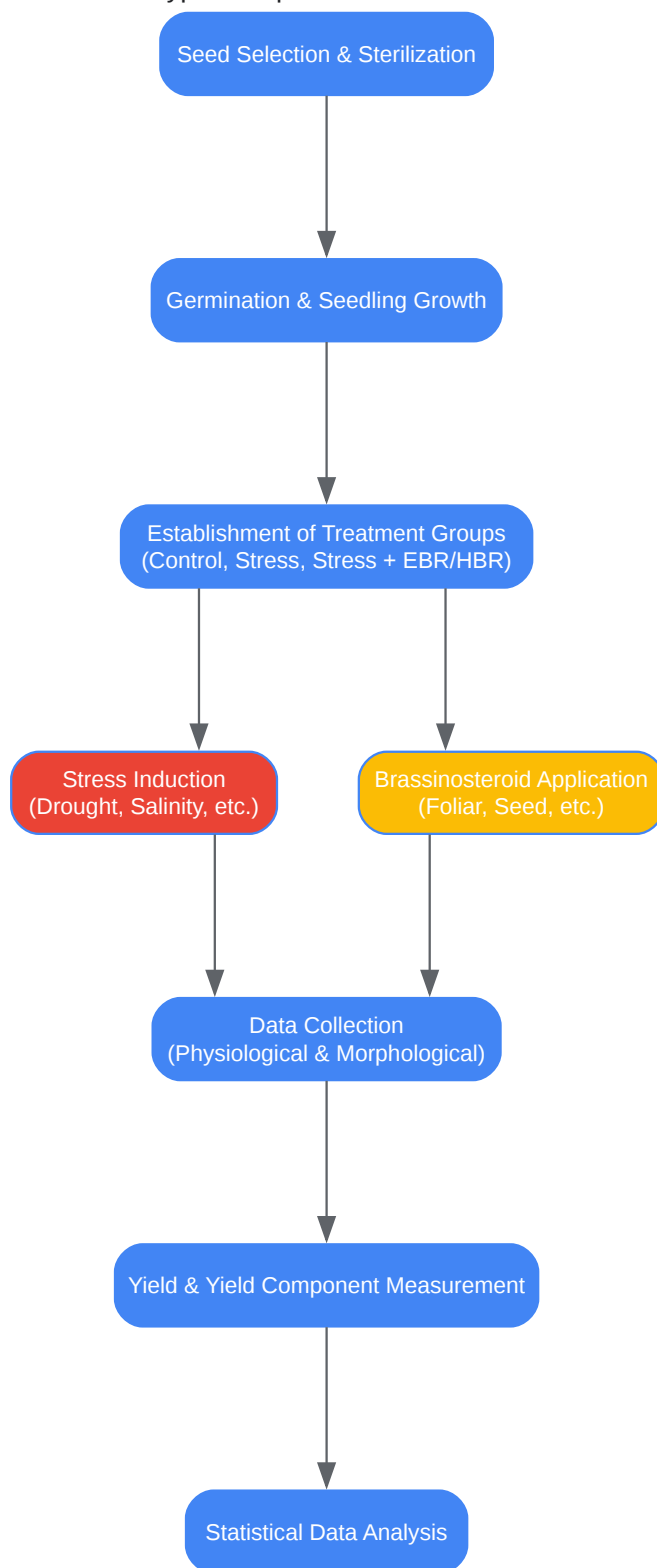 Seed Selection & Sterilization
Germination & Seedling Growth
Establishment of Treatment Groups
(Control, Stress, Stress + EBR/HBR)
Stress Induction
(Drought, Salinity, etc.)
Brassinosteroid Application
(Foliar, Seed, etc.)
Data Collection
(Physiological & Morphological)
Yield & Yield Component Measurement
Statistical Data Analysis